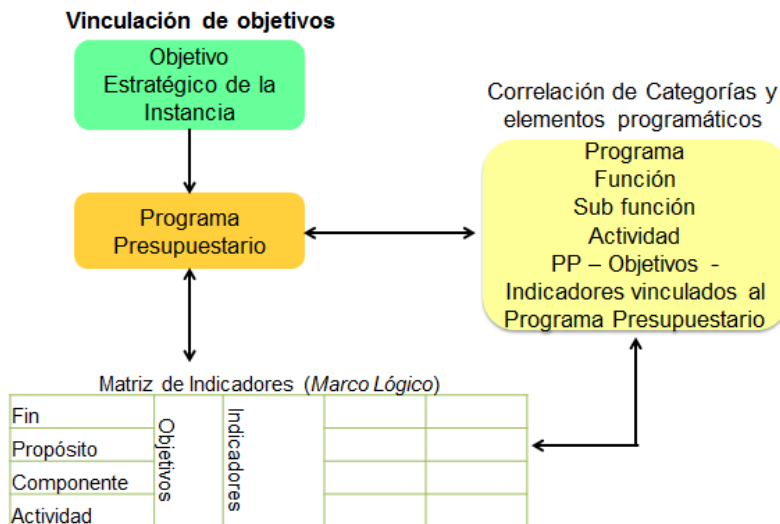 Vinculación de objetivos
Objetivo
Estratégico de la
Instancia
Programa
Presupuestario
Correlación de Categorías y
elementos programáticos
Programa
Función
Sub función
Actividad
PP – Objetivos -
Indicadores vinculados al
Programa Presupuestario
Matriz de Indicadores (Marco Lógico)
Fin
Propósito
Componente
Actividad
Objetivos
Indicadores